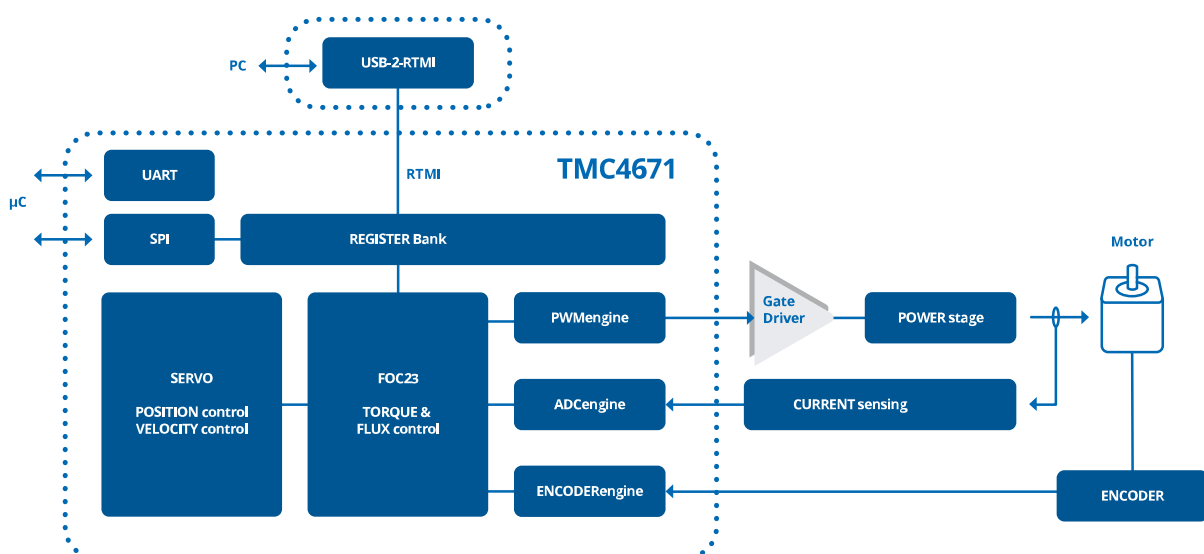 USB-2-RTMI
PC
TMC4671
UART
RTMI
µC
SPI
REGISTER Bank
Motor
PWMengine
Gate
Driver
POWER stage
SERVO
POSITION control
VELOCITY control
FOC23
TORQUE &
FLUX control
ADCengine
CURRENT sensing
ENCODERengine
ENCODER